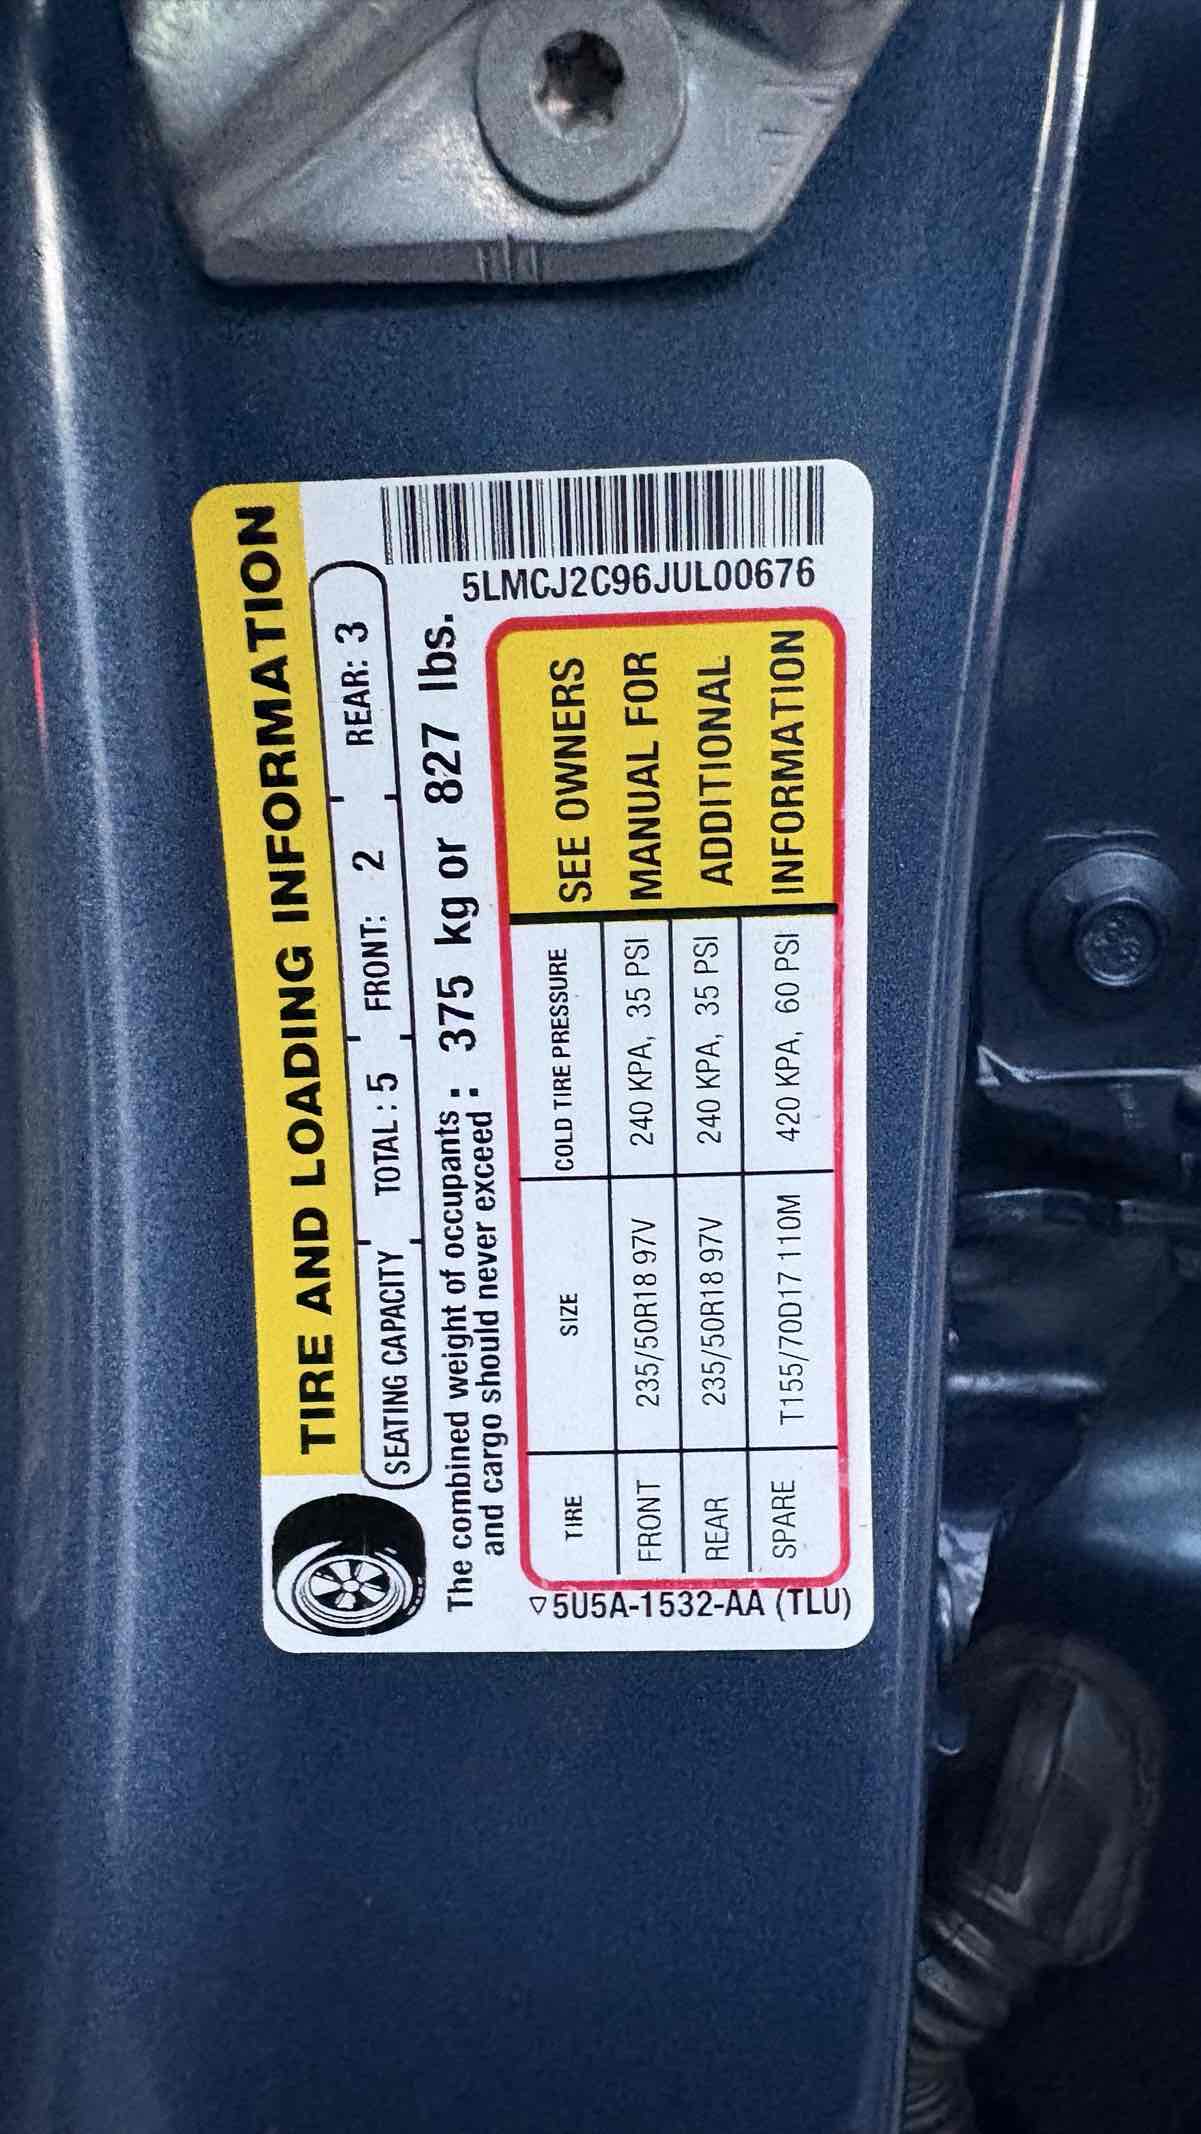 TIRE AND LOADING INFORMATION
SEATING CAPACITY TOTAL : 5 FRONT: 2 REAR: 3
The combined weight of occupants and cargo should never exceed : 375 kg or 827 lbs.
5LMCJ2C96JUL00676
TIRE SIZE COLD TIRE PRESSURE
FRONT 235/50R18 97V 240 KPA, 35 PSI
REAR 235/50R18 97V 240 KPA, 35 PSI
SPARE T155/70D17 110M 420 KPA, 60 PSI
SEE OWNERS
MANUAL FOR
ADDITIONAL
INFORMATION
5U5A-1532-AA (TLU)